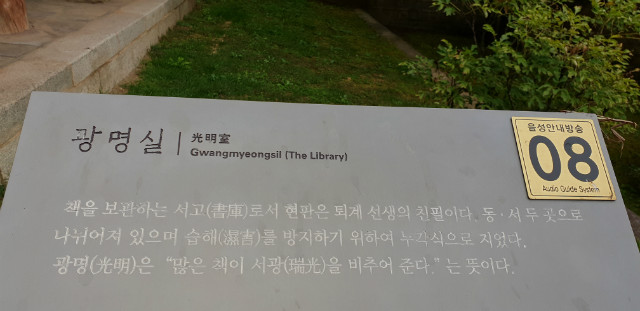 광명실
光明室
Gwangmyeongsil (The Library)
음성안내방송
08
Audio Guide System
책을 보관하는 서고(書庫)로서 현판은 퇴계 선생의 친필이다. 동·서 두 곳으로
나뉘어져 있으며 습해(濕害)를 방지하기 위하여 누각식으로 지었다.
광명(光明)은 “많은 책이 서광(瑞光)을 비추어 준다.”는 뜻이다.